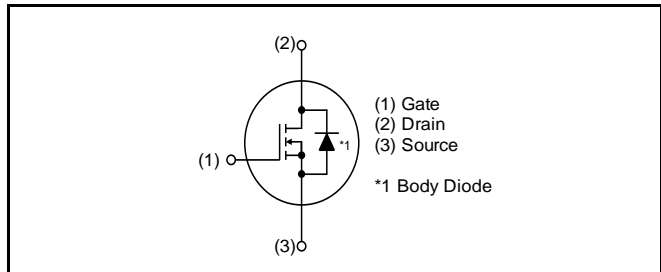 (2)
(1) Gate
(2) Drain
(3) Source
*1
(1)
*1 Body Diode
(3)